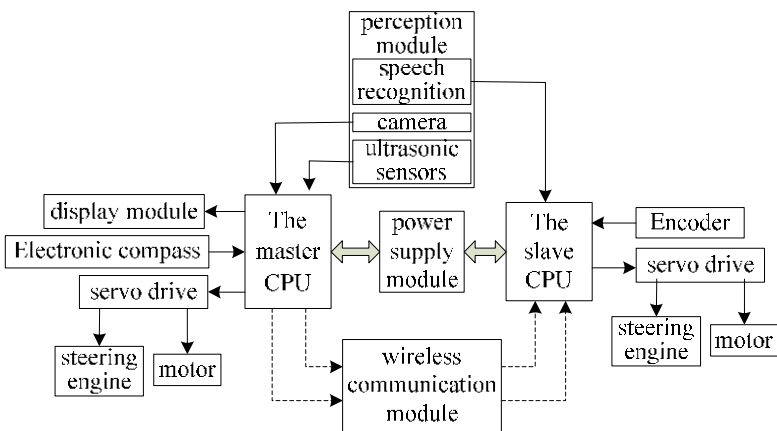 perception
module
speech
recognition
camera
ultrasonic
sensors
display module
Electronic compass
servo drive
steering
engine
motor
The
master
CPU
power
supply
module
The
slave
CPU
Encoder
servo drive
steering
engine
motor
wireless
communication
module